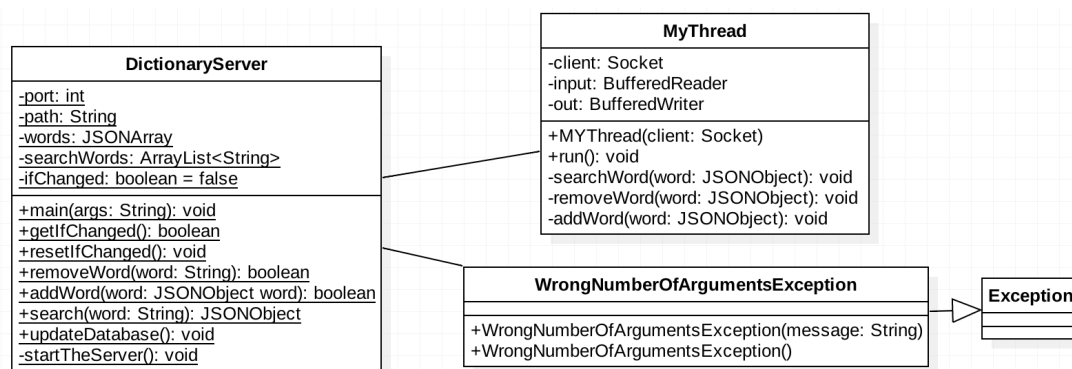 DictionaryServer
-port: int
-path: String
-words: JSONArray
-searchWords: ArrayList<String>
-ifChanged: boolean = false
+main(args: String): void
+getIfChanged(): boolean
+resetIfChanged(): void
+removeWord(word: String): boolean
+addWord(word: JSONObject word): boolean
+search(word: String): JSONObject
+updateDatabase(): void
-startTheServer(): void
MyThread
-client: Socket
-input: BufferedReader
-out: BufferedWriter
+MYThread(client: Socket)
+run(): void
-searchWord(word: JSONObject): void
-removeWord(word: JSONObject): void
-addWord(word: JSONObject): void
WrongNumberOfArgumentsException
+WrongNumberOfArgumentsException(message: String)
+WrongNumberOfArgumentsException()
Exception